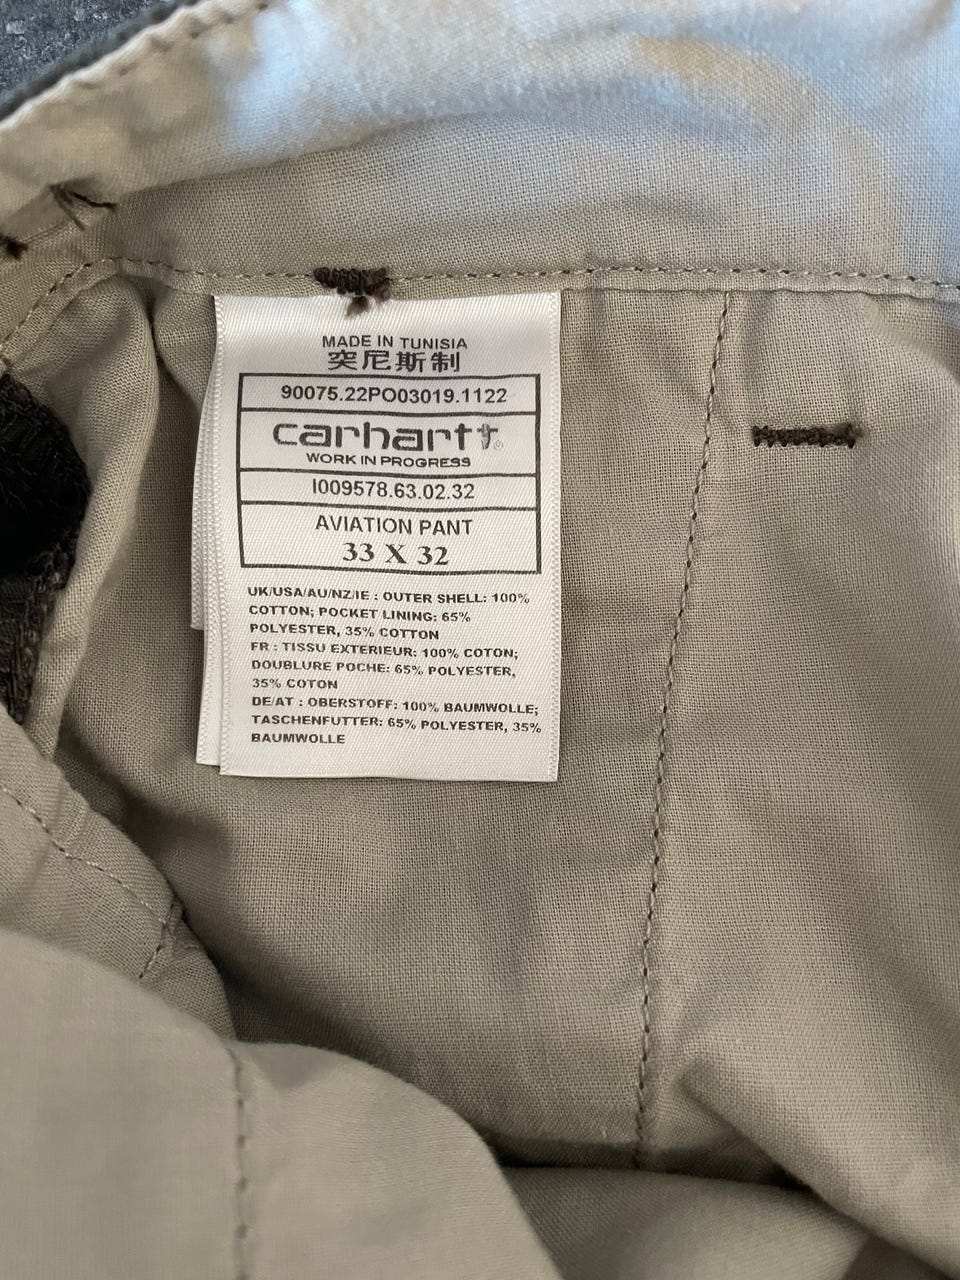 MADE IN TUNISIA
突尼斯制
90075.22PO03019.1122
carhartt®
WORK IN PROGRESS
I009578.63.02.32
AVIATION PANT
33 X 32
UK/USA/AU/NZ/IE : OUTER SHELL: 100%
COTTON; POCKET LINING: 65%
POLYESTER, 35% COTTON
FR : TISSU EXTERIEUR: 100% COTON;
DOUBLURE POCHE: 65% POLYESTER,
35% COTON
DE/AT : OBERSTOFF: 100% BAUMWOLLE;
TASCHENFUTTER: 65% POLYESTER, 35%
BAUMWOLLE